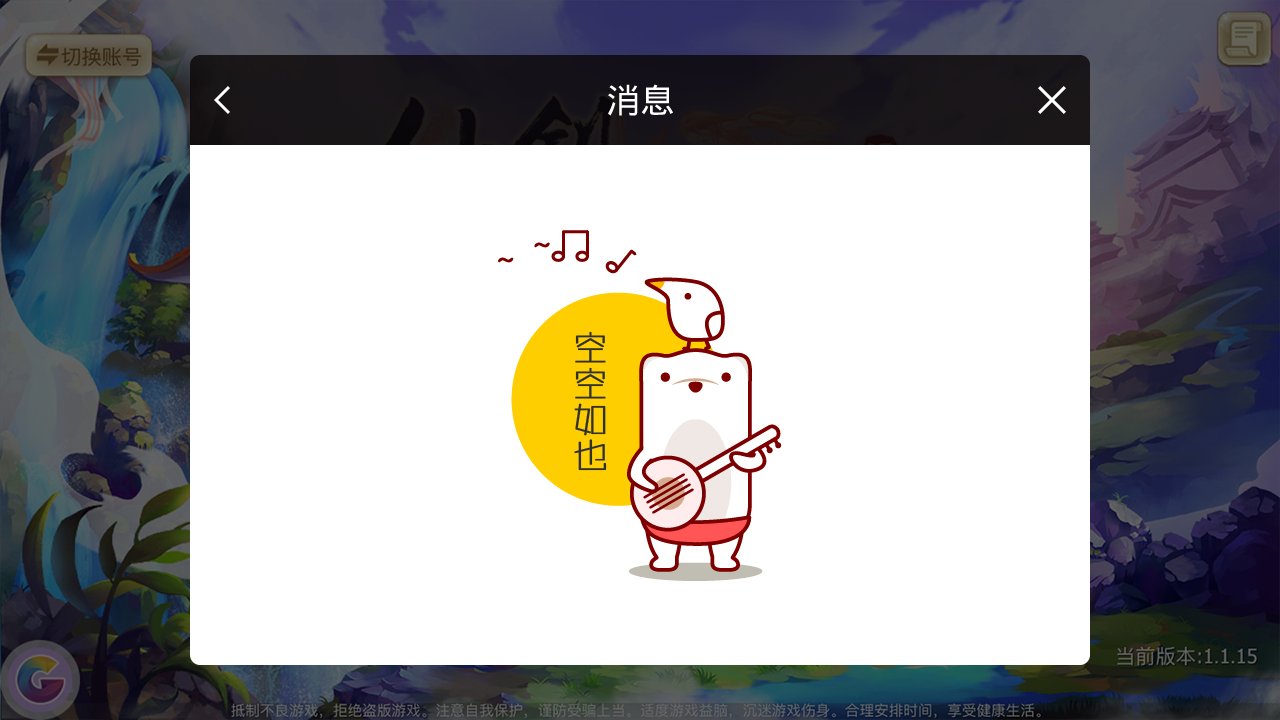 切换账号
消息
空空如也
当前版本:1.1.15
抵制不良游戏，拒绝盗版游戏。注意自我保护，谨防受骗上当。适度游戏益脑，沉迷游戏伤身。合理安排时间，享受健康生活。